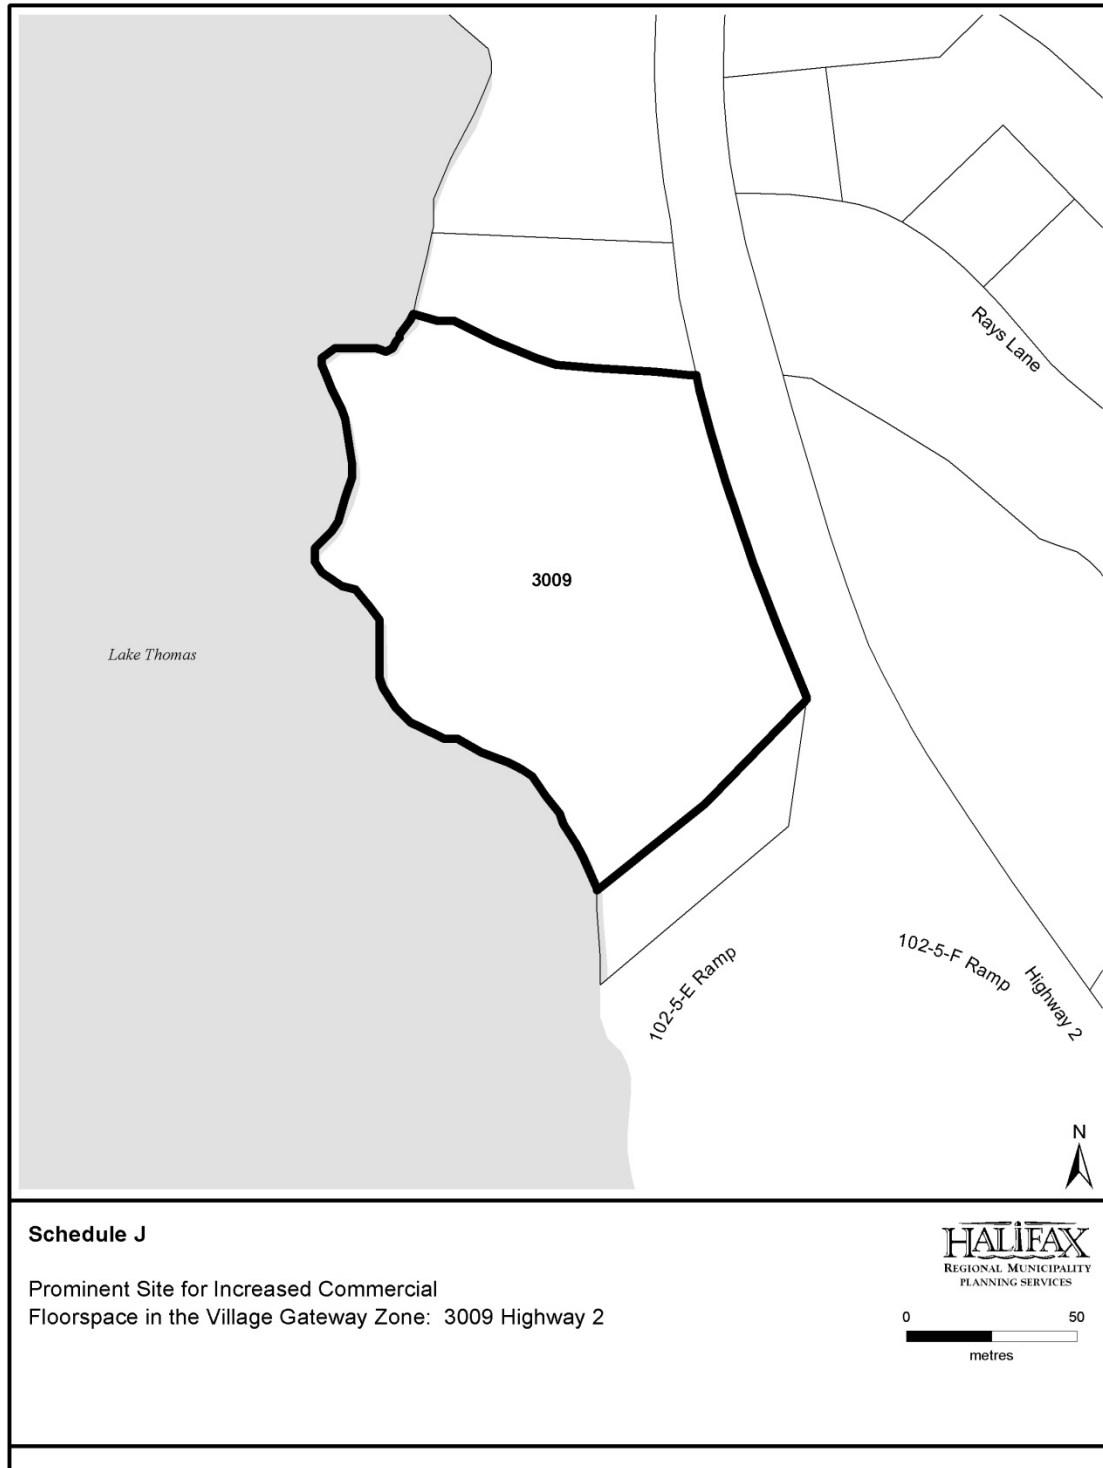 Rays Lane
3009
Lake Thomas
102-5-E Ramp
102-5-F Ramp
Highway 2
N
Schedule J
Prominent Site for Increased Commercial
Floorspace in the Village Gateway Zone: 3009 Highway 2
HALIFAX
REGIONAL MUNICIPALITY
PLANNING SERVICES
0 50
metres